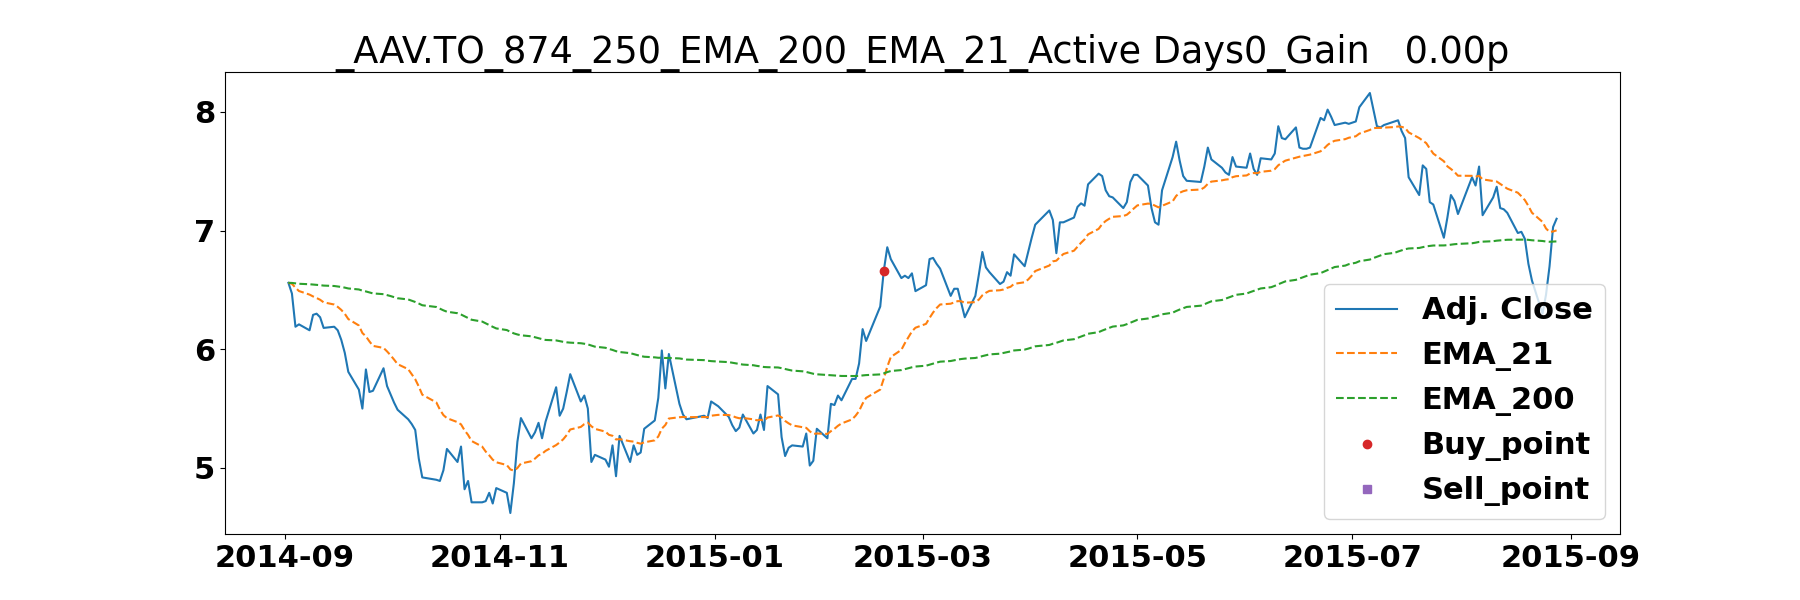 _AAV.TO_874_250_EMA_200_EMA_21_Active Days0_Gain   0.00p
8
7
6
5
Adj. Close
EMA_21
EMA_200
Buy_point
Sell_point
2014-09 2014-11 2015-01 2015-03 2015-05 2015-07 2015-09